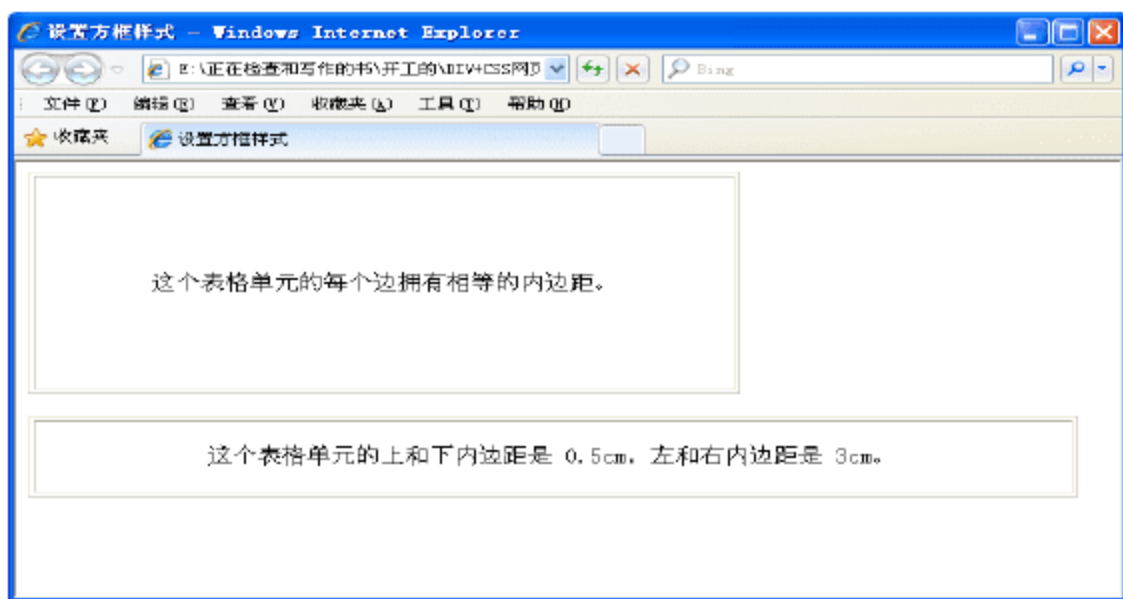 设置方框样式 - Windows Internet Explorer
E:\正在检查和写作的书\开工的\DIV+CSS网页
Bing
文件(F) 编辑(E) 查看(V) 收藏夹(A) 工具(T) 帮助(H)
收藏夹 设置方框样式
这个表格单元的每个边拥有相等的内边距。
这个表格单元的上和下内边距是 0.5cm，左和右内边距是 3cm。